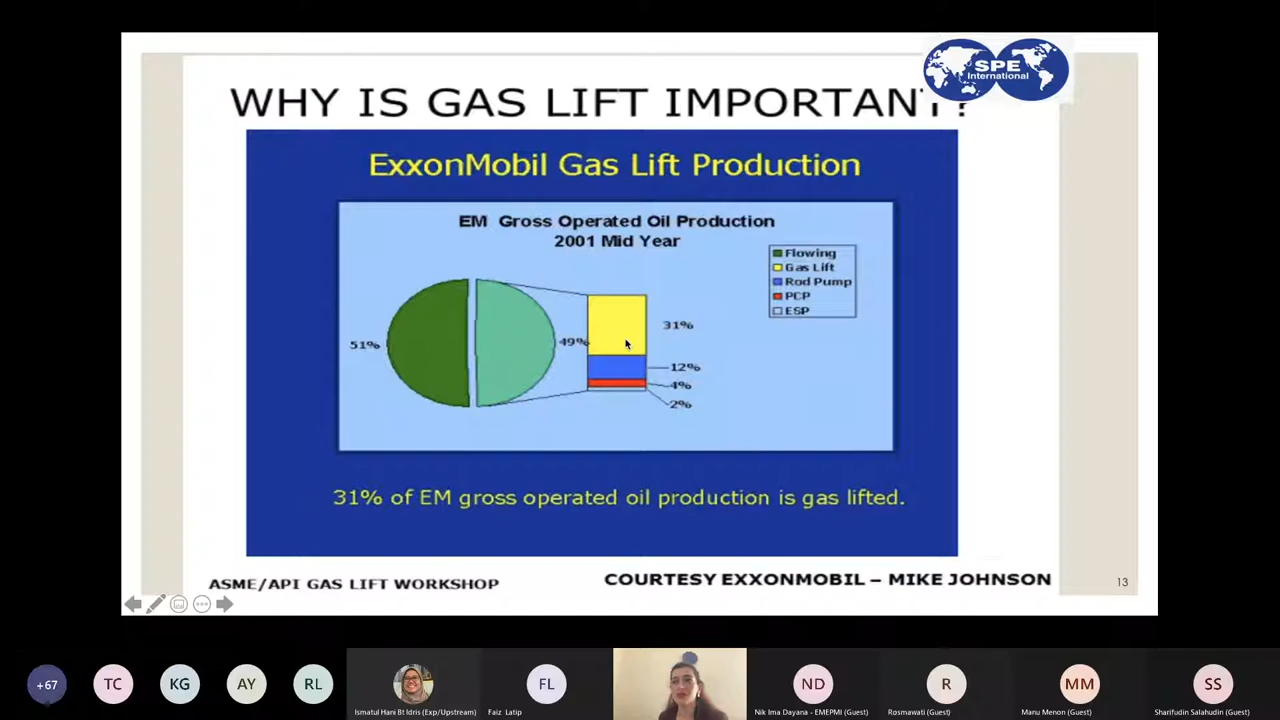 SPE
International
WHY IS GAS LIFT IMPORTANT?
ExxonMobil Gas Lift Production
EM Gross Operated Oil Production
2001 Mid Year
Flowing
Gas Lift
Rod Pump
PCP
ESP
51%
49%
31%
12%
4%
2%
31% of EM gross operated oil production is gas lifted.
ASME/API GAS LIFT WORKSHOP
COURTESY EXXONMOBIL – MIKE JOHNSON
13
+67
TC
KG
AY
RL
FL
ND
R
MM
SS
Ismatul Hani Bt Idris (Exp/Upstream)
Faiz Latip
Nik Ima Dayana - EMEPMI (Guest)
Rosmawati (Guest)
Manu Menon (Guest)
Sharifudin Salahudin (Guest)